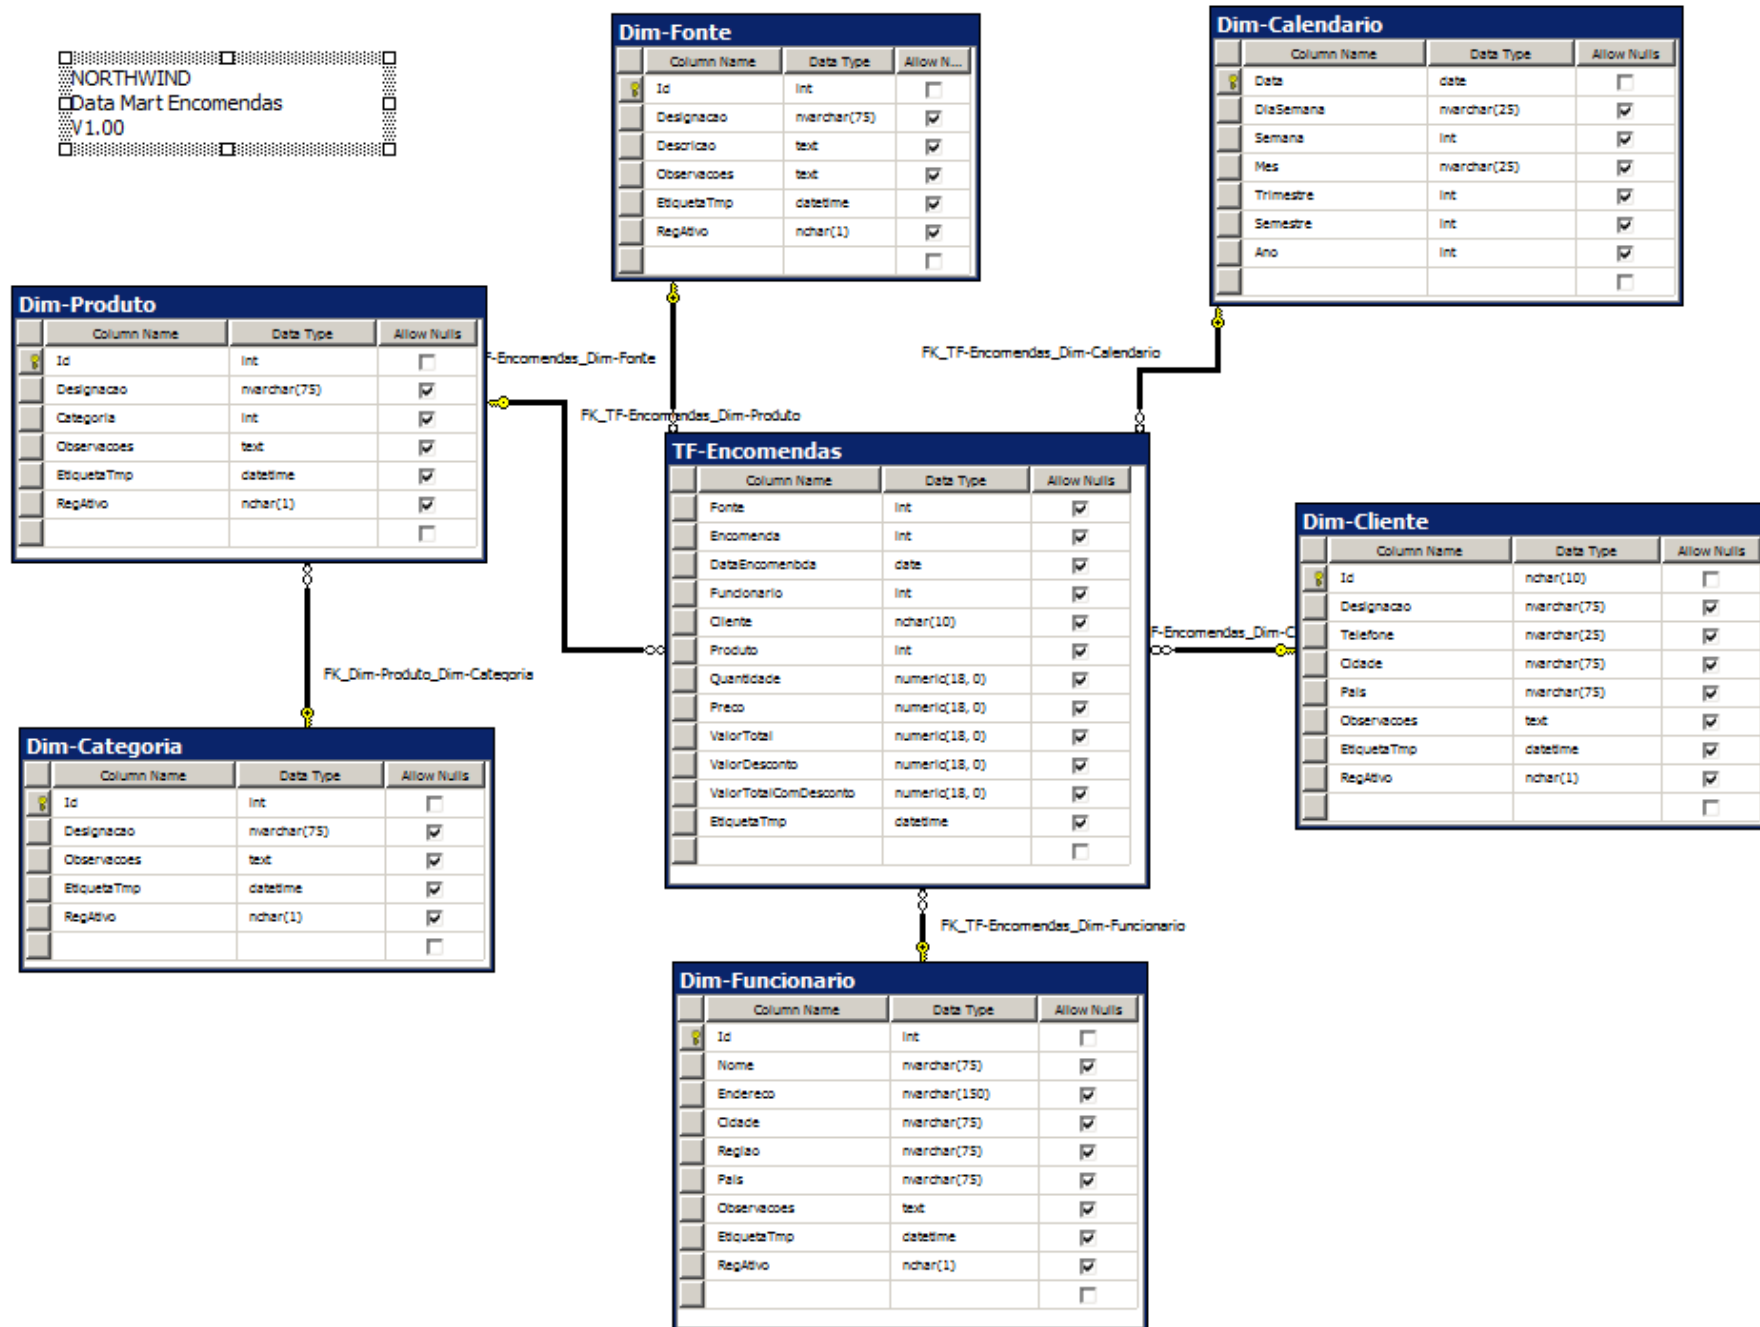 NORTHWIND
Data Mart Encomendas
V1.00
Dim-Fonte
Column Name Data Type Allow N...
Id int
Designacao nvarchar(75)
Descricao text
Observacoes text
EtiquetaTmp datetime
RegAtivo nchar(1)
Dim-Calendario
Column Name Data Type Allow Nulls
Data date
DiaSemana nvarchar(25)
Semana int
Mes nvarchar(25)
Trimestre int
Semestre int
Ano int
Dim-Produto
Column Name Data Type Allow Nulls
Id int
Designacao nvarchar(75)
Categoria int
Observacoes text
EtiquetaTmp datetime
RegAtivo nchar(1)
F-Encomendas_Dim-Fonte
FK_TF-Encomendas_Dim-Calendario
FK_TF-Encomendas_Dim-Produto
TF-Encomendas
Column Name Data Type Allow Nulls
Fonte int
Encomenda int
DataEncomenbda date
Funcionario int
Cliente nchar(10)
Produto int
Quantidade numeric(18, 0)
Preco numeric(18, 0)
ValorTotal numeric(18, 0)
ValorDesconto numeric(18, 0)
ValorTotalComDesconto numeric(18, 0)
EtiquetaTmp datetime
Dim-Cliente
Column Name Data Type Allow Nulls
Id nchar(10)
Designacao nvarchar(75)
Telefone nvarchar(25)
Cidade nvarchar(75)
Pais nvarchar(75)
Observacoes text
EtiquetaTmp datetime
RegAtivo nchar(1)
F-Encomendas_Dim-C
FK_Dim-Produto_Dim-Categoria
Dim-Categoria
Column Name Data Type Allow Nulls
Id int
Designacao nvarchar(75)
Observacoes text
EtiquetaTmp datetime
RegAtivo nchar(1)
FK_TF-Encomendas_Dim-Funcionario
Dim-Funcionario
Column Name Data Type Allow Nulls
Id int
Nome nvarchar(75)
Endereco nvarchar(150)
Cidade nvarchar(75)
Regiao nvarchar(75)
Pais nvarchar(75)
Observacoes text
EtiquetaTmp datetime
RegAtivo nchar(1)